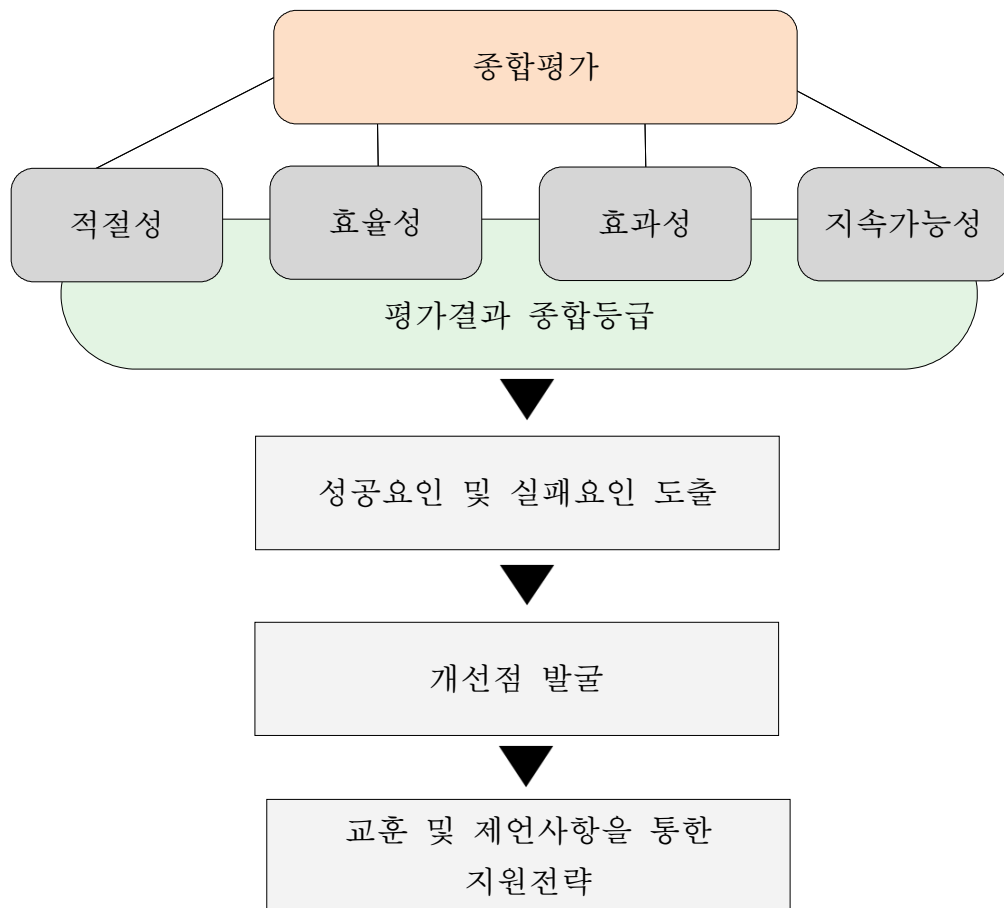 종합평가
적절성
효율성
효과성
지속가능성
평가결과 종합등급
성공요인 및 실패요인 도출
개선점 발굴
교훈 및 제언사항을 통한
지원전략